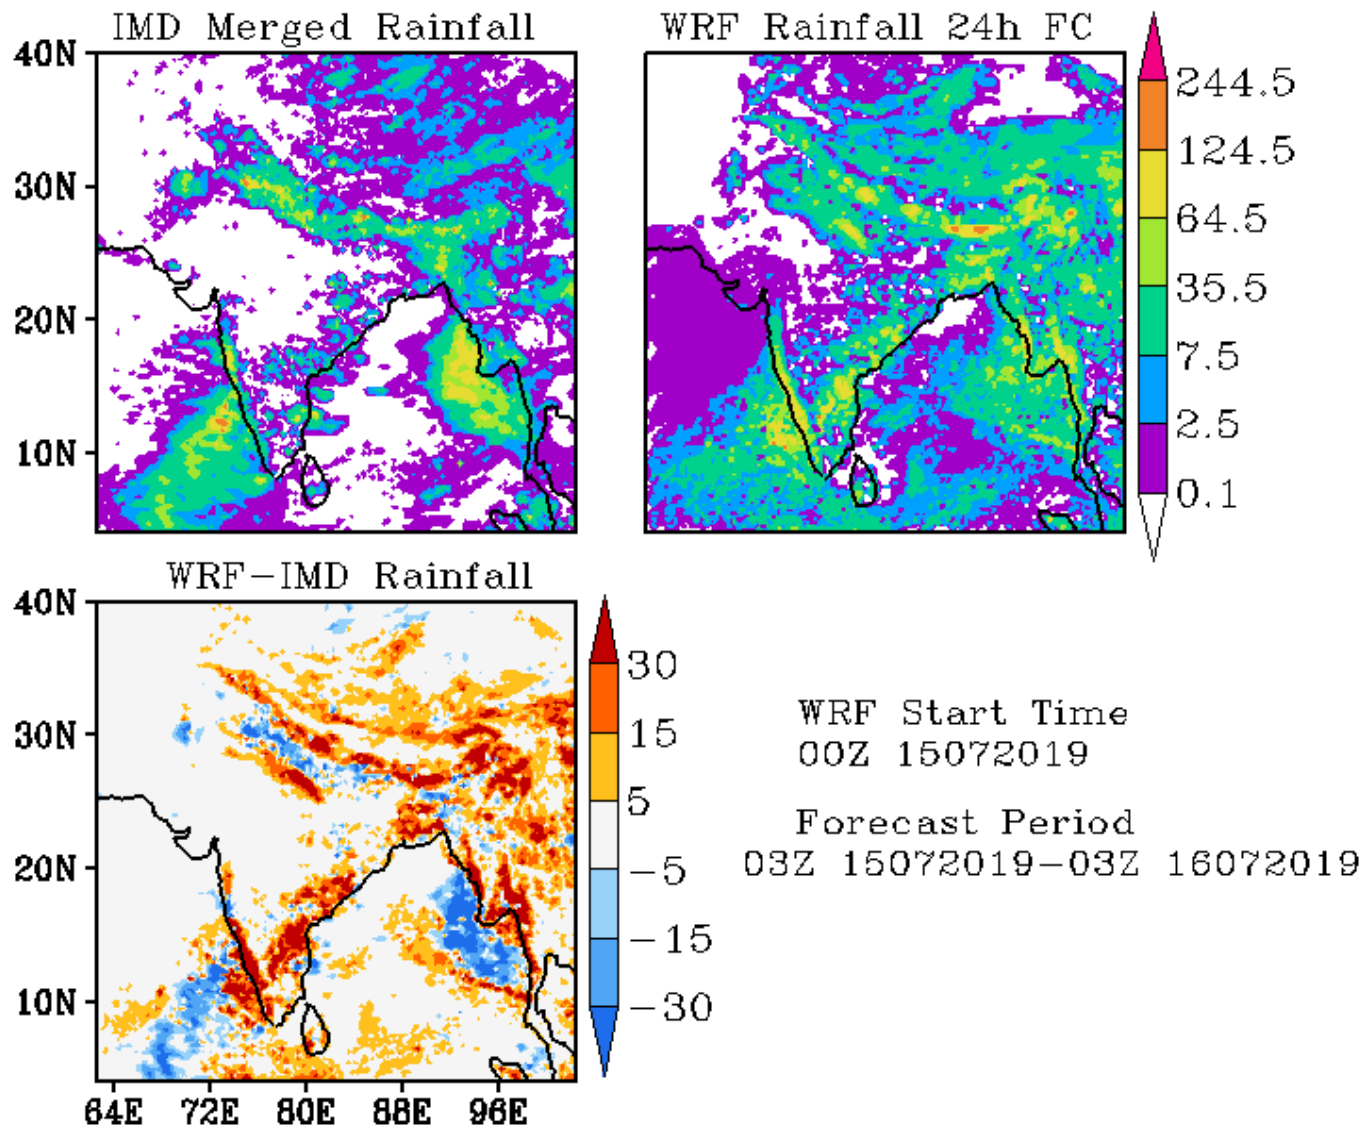 IMD Merged Rainfall
WRF Rainfall 24h FC
40N
30N
20N
10N
244.5
124.5
64.5
35.5
7.5
2.5
0.1
WRF-IMD Rainfall
40N
30N
20N
10N
64E 72E 80E 88E 96E
30
15
5
-5
-15
-30
WRF Start Time
00Z 15072019
Forecast Period
03Z 15072019-03Z 16072019